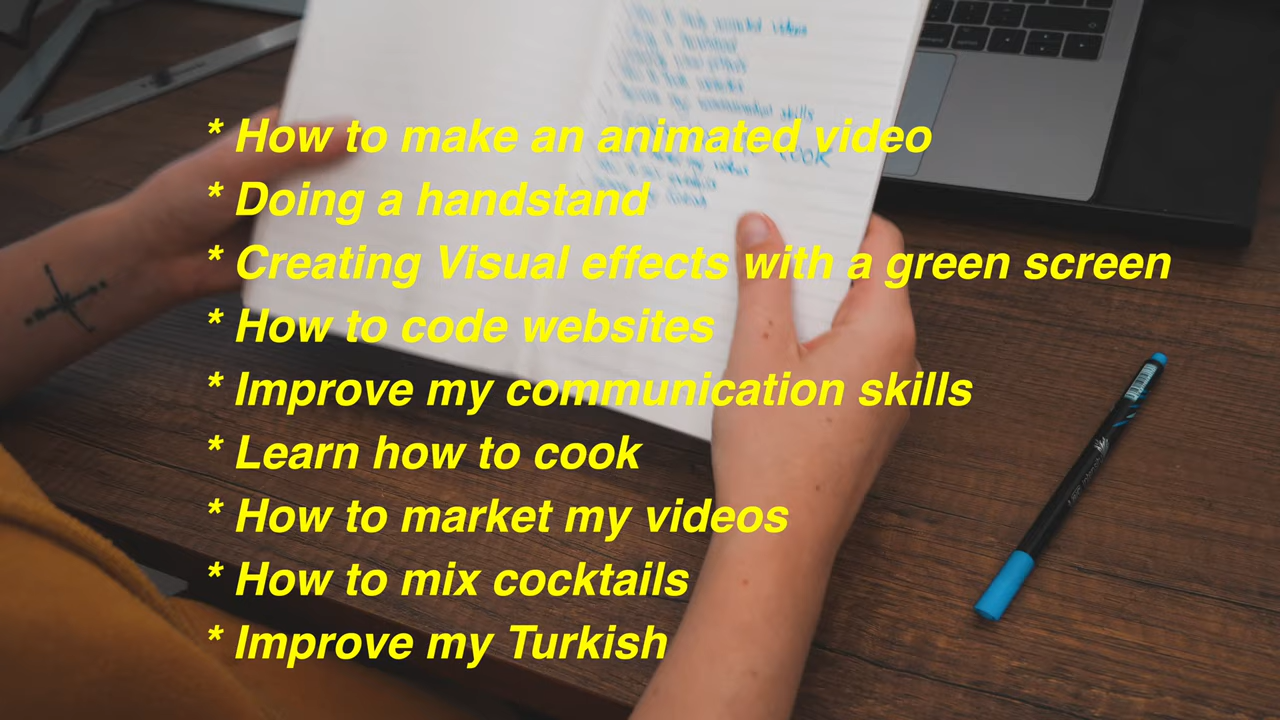 * How to make an animated video
* Doing a handstand
* Creating Visual effects with a green screen
* How to code websites
* Improve my communication skills
* Learn how to cook
* How to market my videos
* How to mix cocktails
* Improve my Turkish